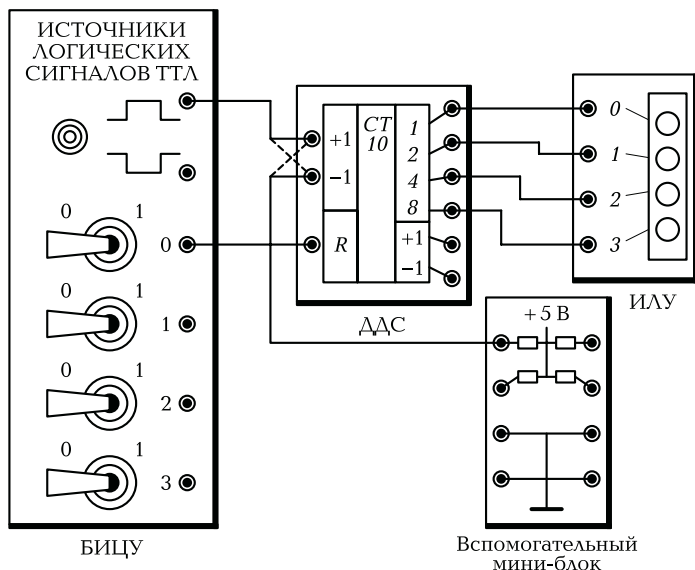 ИСТОЧНИКИ
ЛОГИЧЕСКИХ
СИГНАЛОВ ТТЛ
0 1
0
0 1
1
0 1
2
0 1
3
БИЦУ
+1
-1
R
CT
10
1
2
4
8
+1
-1
ДДС
0
1
2
3
ИЛУ
+5 В
Вспомогательный
мини-блок